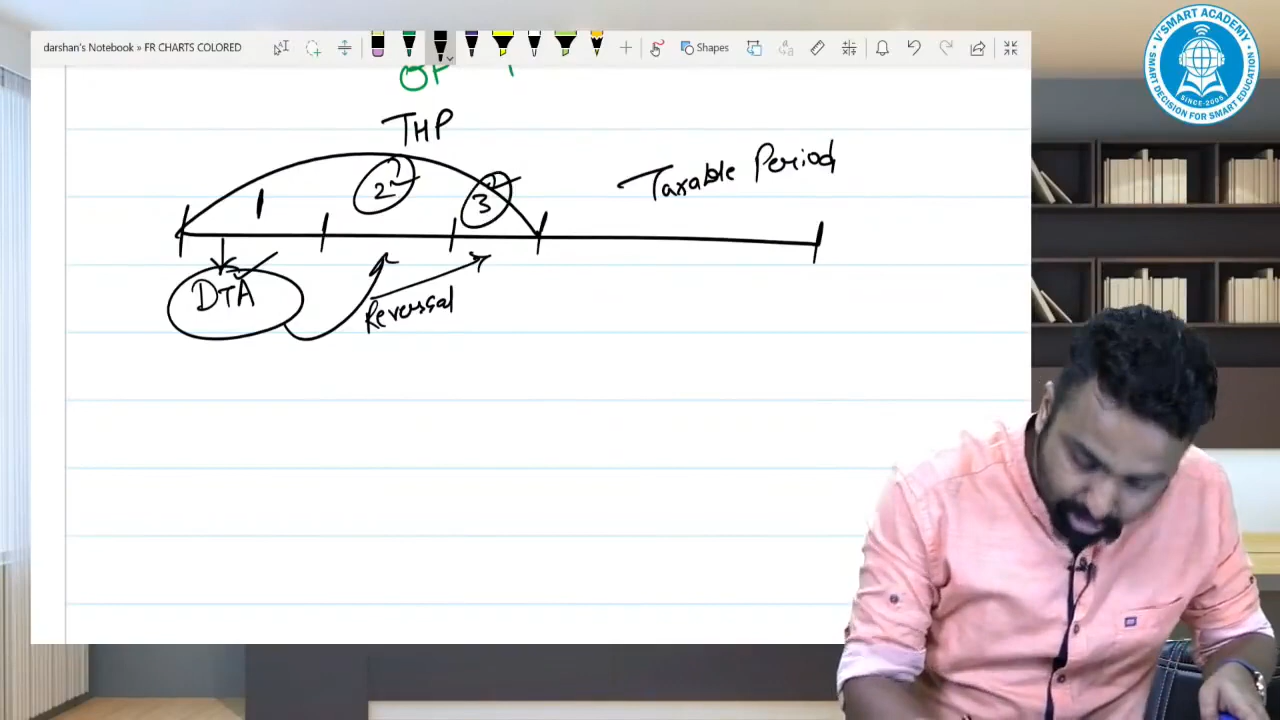 darshan's Notebook » FR CHARTS COLORED
Shapes
V'SMART ACADEMY
SMART DECISION FOR SMART EDUCATION
SINCE-2005
THP
Taxable Period
1
2
3
DTA
Reversal